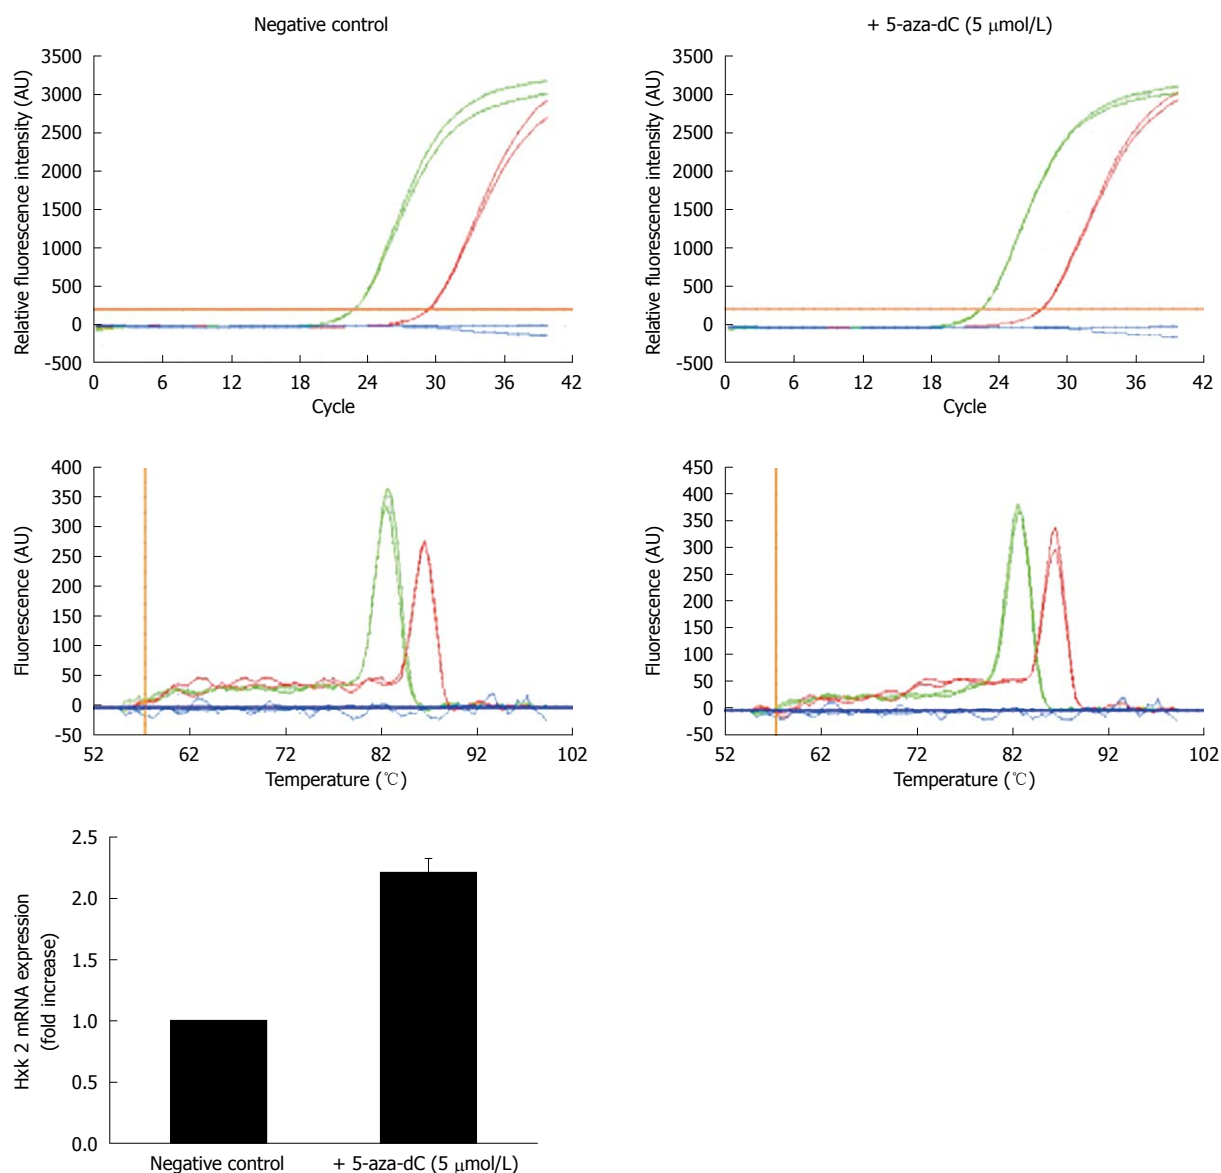 Negative control
+ 5-aza-dC (5 μmol/L)
Relative fluorescence intensity (AU)
3500
3000
2500
2000
1500
1000
500
0
-500
0 6 12 18 24 30 36 42
Cycle
Relative fluorescence intensity (AU)
3500
3000
2500
2000
1500
1000
500
0
-500
0 6 12 18 24 30 36 42
Cycle
Fluorescence (AU)
400
350
300
250
200
150
100
50
0
-50
52 62 72 82 92 102
Temperature (℃)
Fluorescence (AU)
450
400
350
300
250
200
150
100
50
0
-50
52 62 72 82 92 102
Temperature (℃)
Hxk 2 mRNA expression
(fold increase)
2.5
2.0
1.5
1.0
0.5
0.0
Negative control + 5-aza-dC (5 μmol/L)